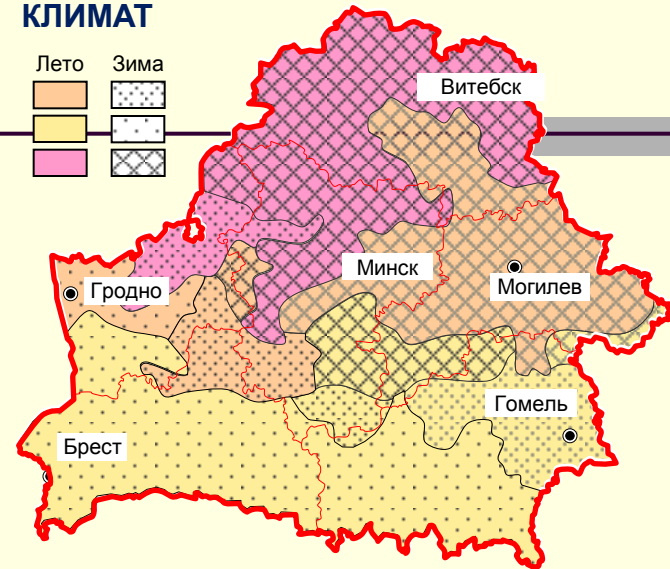 КЛИМАТ
Лето Зима
Витебск
Минск
Могилев
Гродно
Гомель
Брест